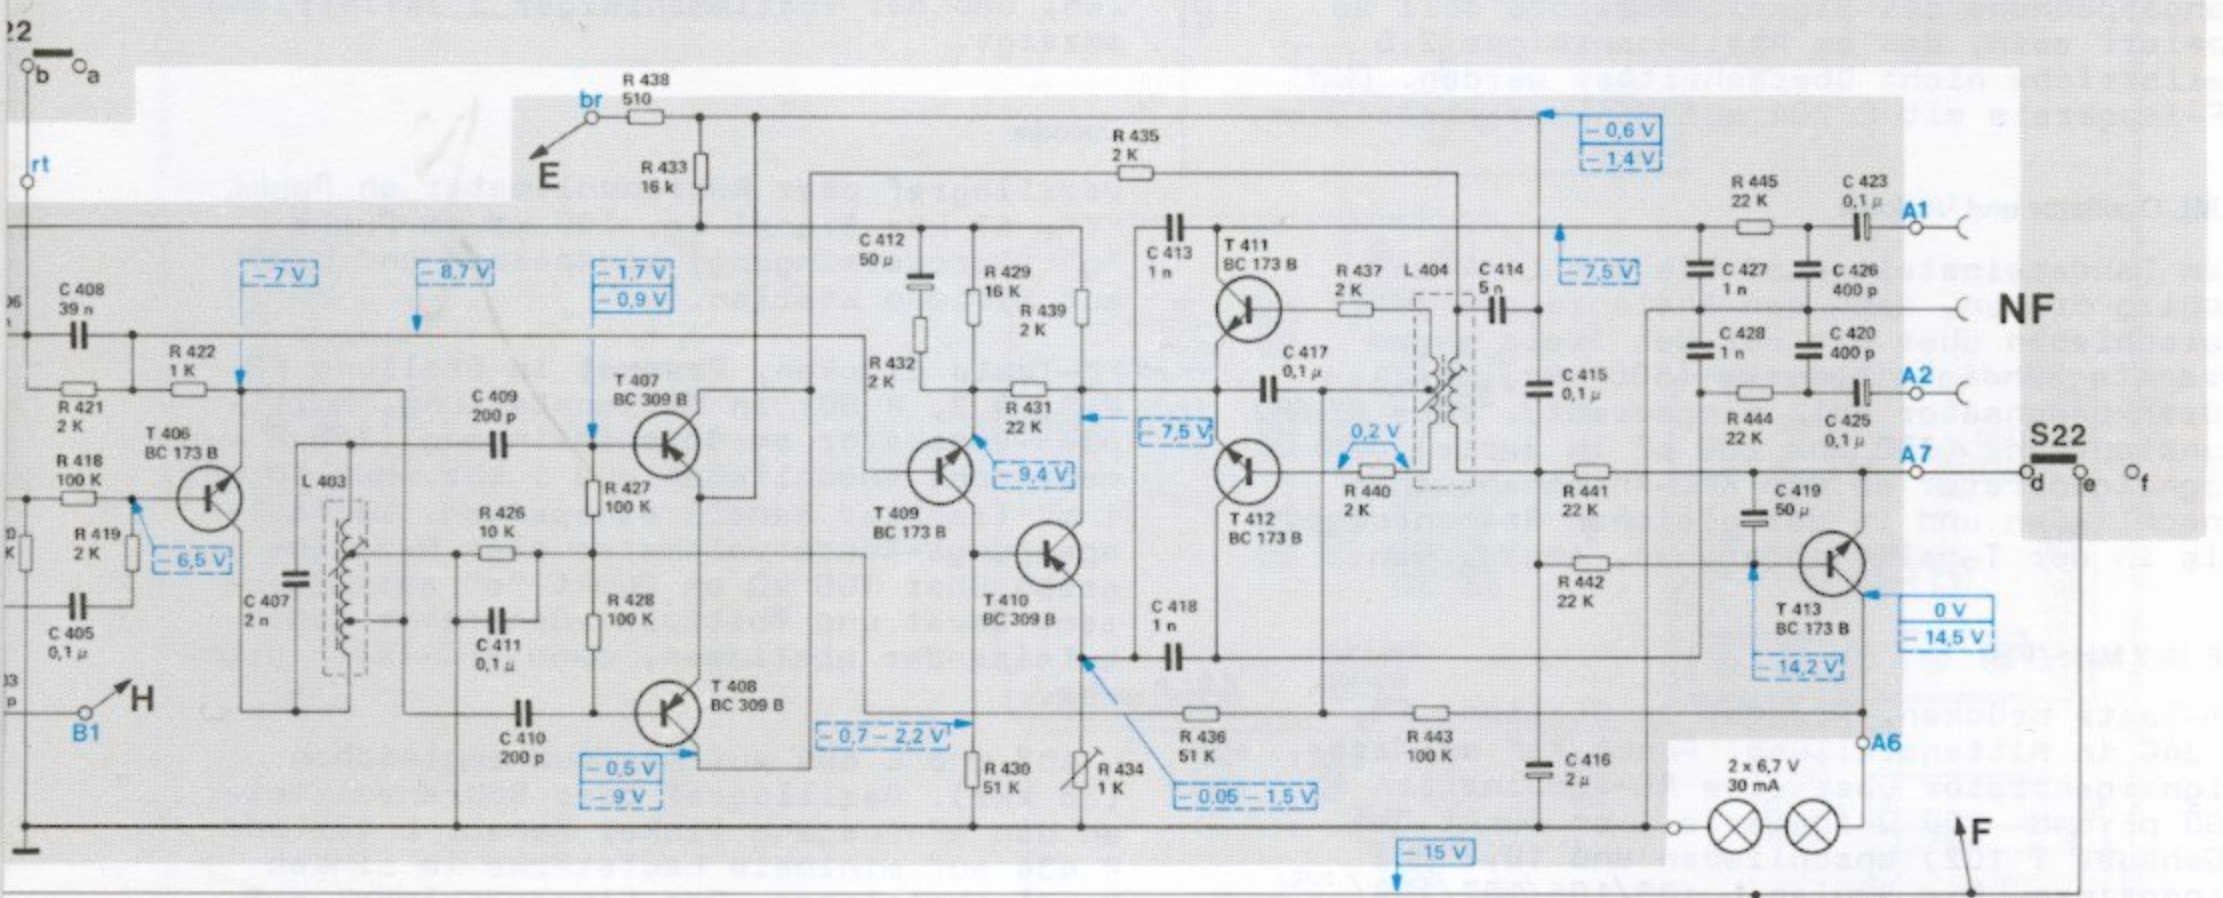 22
b
a
rt
C 408
39 n
R 422
1 K
R 421
2 K
T 406
BC 173 B
R 418
100 K
R 419
2 K
C 405
0,1 µ
H
B1
- 7 V
- 6,5 V
- 8,7 V
L 403
C 407
2 n
C 409
200 p
R 426
10 K
C 411
0,1 µ
C 410
200 p
br
R 438
510
E
R 433
16 k
- 1,7 V
- 0,9 V
T 407
BC 309 B
R 427
100 K
R 428
100 K
T 408
BC 309 B
- 0,5 V
- 9 V
C 412
50 µ
R 429
16 K
R 439
2 K
R 432
2 K
R 431
22 K
T 409
BC 173 B
- 9,4 V
T 410
BC 309 B
- 0,7 – 2,2 V
R 430
51 K
R 434
1 K
- 0,05 – 1,5 V
R 435
2 K
C 413
1 n
T 411
BC 173 B
R 437
2 K
L 404
C 414
5 n
C 417
0,1 µ
- 7,5 V
T 412
BC 173 B
0,2 V
R 440
2 K
C 418
1 n
R 436
51 K
R 443
100 K
- 15 V
- 0,6 V
- 1,4 V
- 7,5 V
C 415
0,1 µ
R 441
22 K
R 442
22 K
C 416
2 µ
R 445
22 K
C 423
0,1 µ
A1
C 427
1 n
C 426
400 p
NF
C 428
1 n
C 420
400 p
A2
R 444
22 K
C 425
0,1 µ
A7
S22
d
e
f
C 419
50 µ
T 413
BC 173 B
0 V
- 14,5 V
- 14,2 V
A6
2 x 6,7 V
30 mA
F